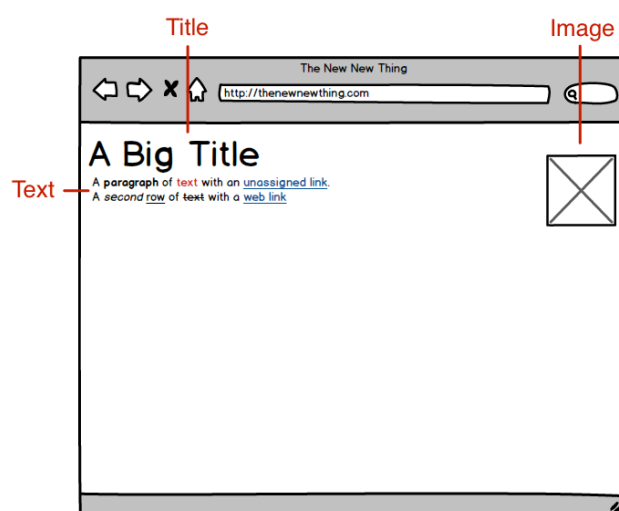 Title
Image
The New New Thing
http://thenewnewthing.com
A Big Title
Text
A paragraph of text with an unassigned link.
A second row of text with a web link